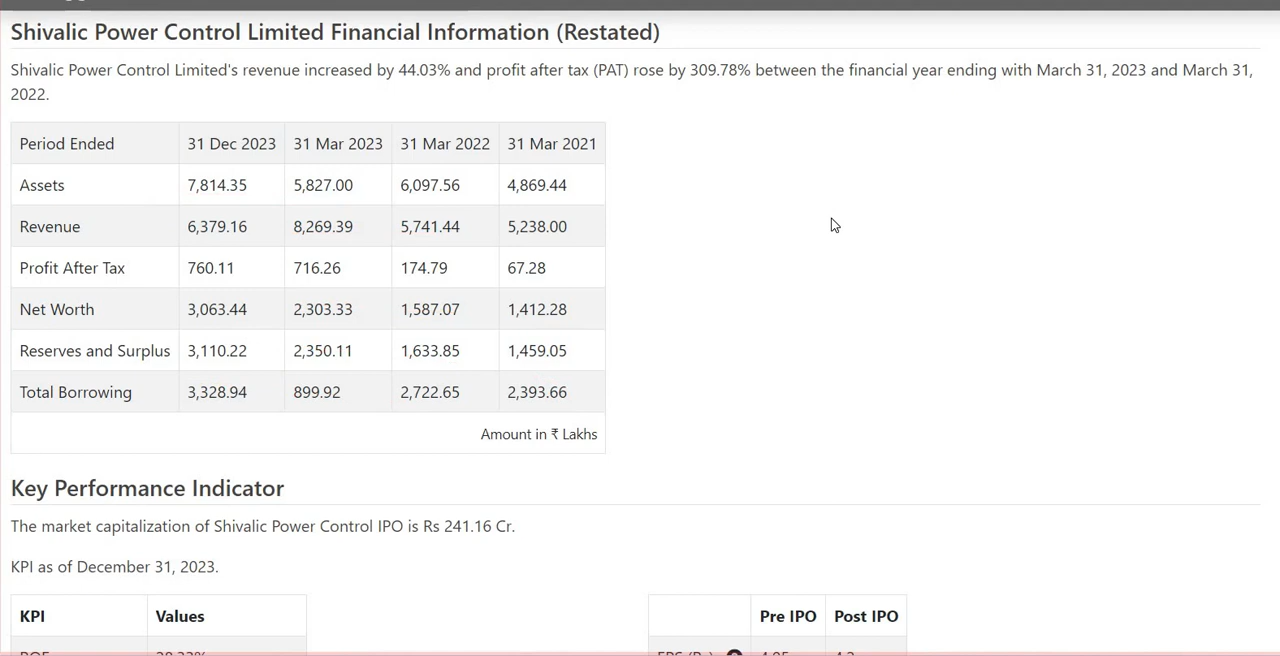 Shivalic Power Control Limited Financial Information (Restated)
Shivalic Power Control Limited's revenue increased by 44.03% and profit after tax (PAT) rose by 309.78% between the financial year ending with March 31, 2023 and March 31,
2022.
Period Ended 31 Dec 2023 31 Mar 2023 31 Mar 2022 31 Mar 2021
Assets 7,814.35 5,827.00 6,097.56 4,869.44
Revenue 6,379.16 8,269.39 5,741.44 5,238.00
Profit After Tax 760.11 716.26 174.79 67.28
Net Worth 3,063.44 2,303.33 1,587.07 1,412.28
Reserves and Surplus 3,110.22 2,350.11 1,633.85 1,459.05
Total Borrowing 3,328.94 899.92 2,722.65 2,393.66
Amount in ₹ Lakhs
Key Performance Indicator
The market capitalization of Shivalic Power Control IPO is Rs 241.16 Cr.
KPI as of December 31, 2023.
KPI Values Pre IPO Post IPO